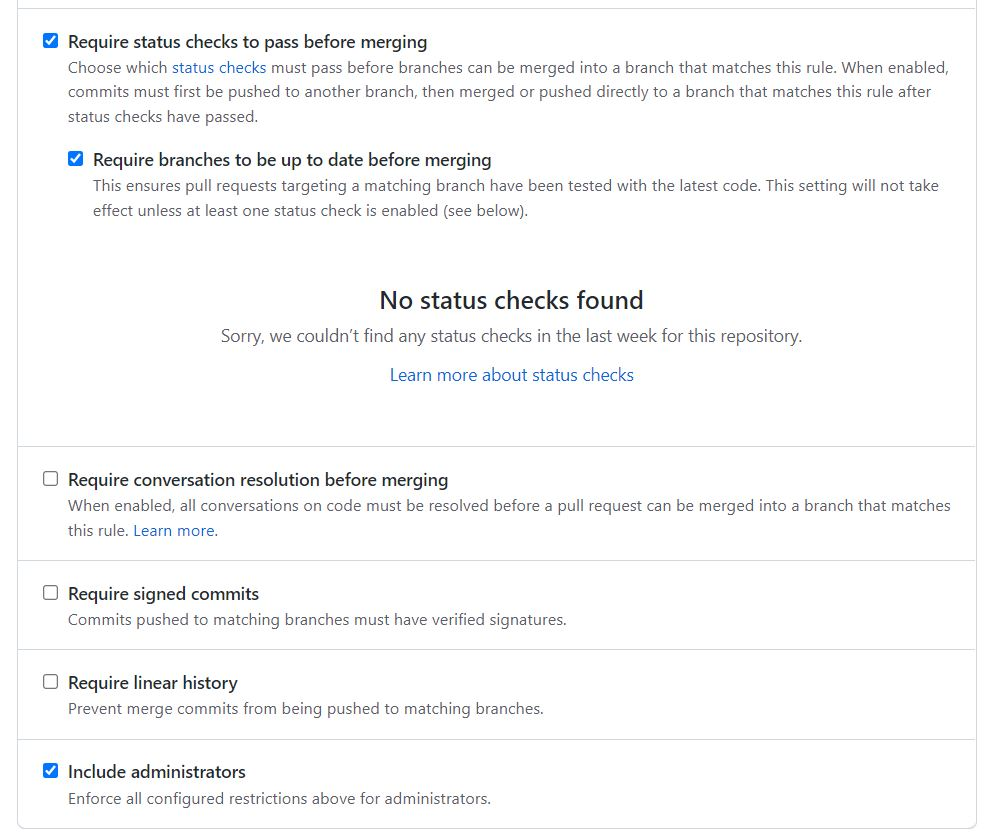 Require status checks to pass before merging
Choose which status checks must pass before branches can be merged into a branch that matches this rule. When enabled,
commits must first be pushed to another branch, then merged or pushed directly to a branch that matches this rule after
status checks have passed.
Require branches to be up to date before merging
This ensures pull requests targeting a matching branch have been tested with the latest code. This setting will not take
effect unless at least one status check is enabled (see below).
No status checks found
Sorry, we couldn’t find any status checks in the last week for this repository.
Learn more about status checks
Require conversation resolution before merging
When enabled, all conversations on code must be resolved before a pull request can be merged into a branch that matches
this rule. Learn more.
Require signed commits
Commits pushed to matching branches must have verified signatures.
Require linear history
Prevent merge commits from being pushed to matching branches.
Include administrators
Enforce all configured restrictions above for administrators.